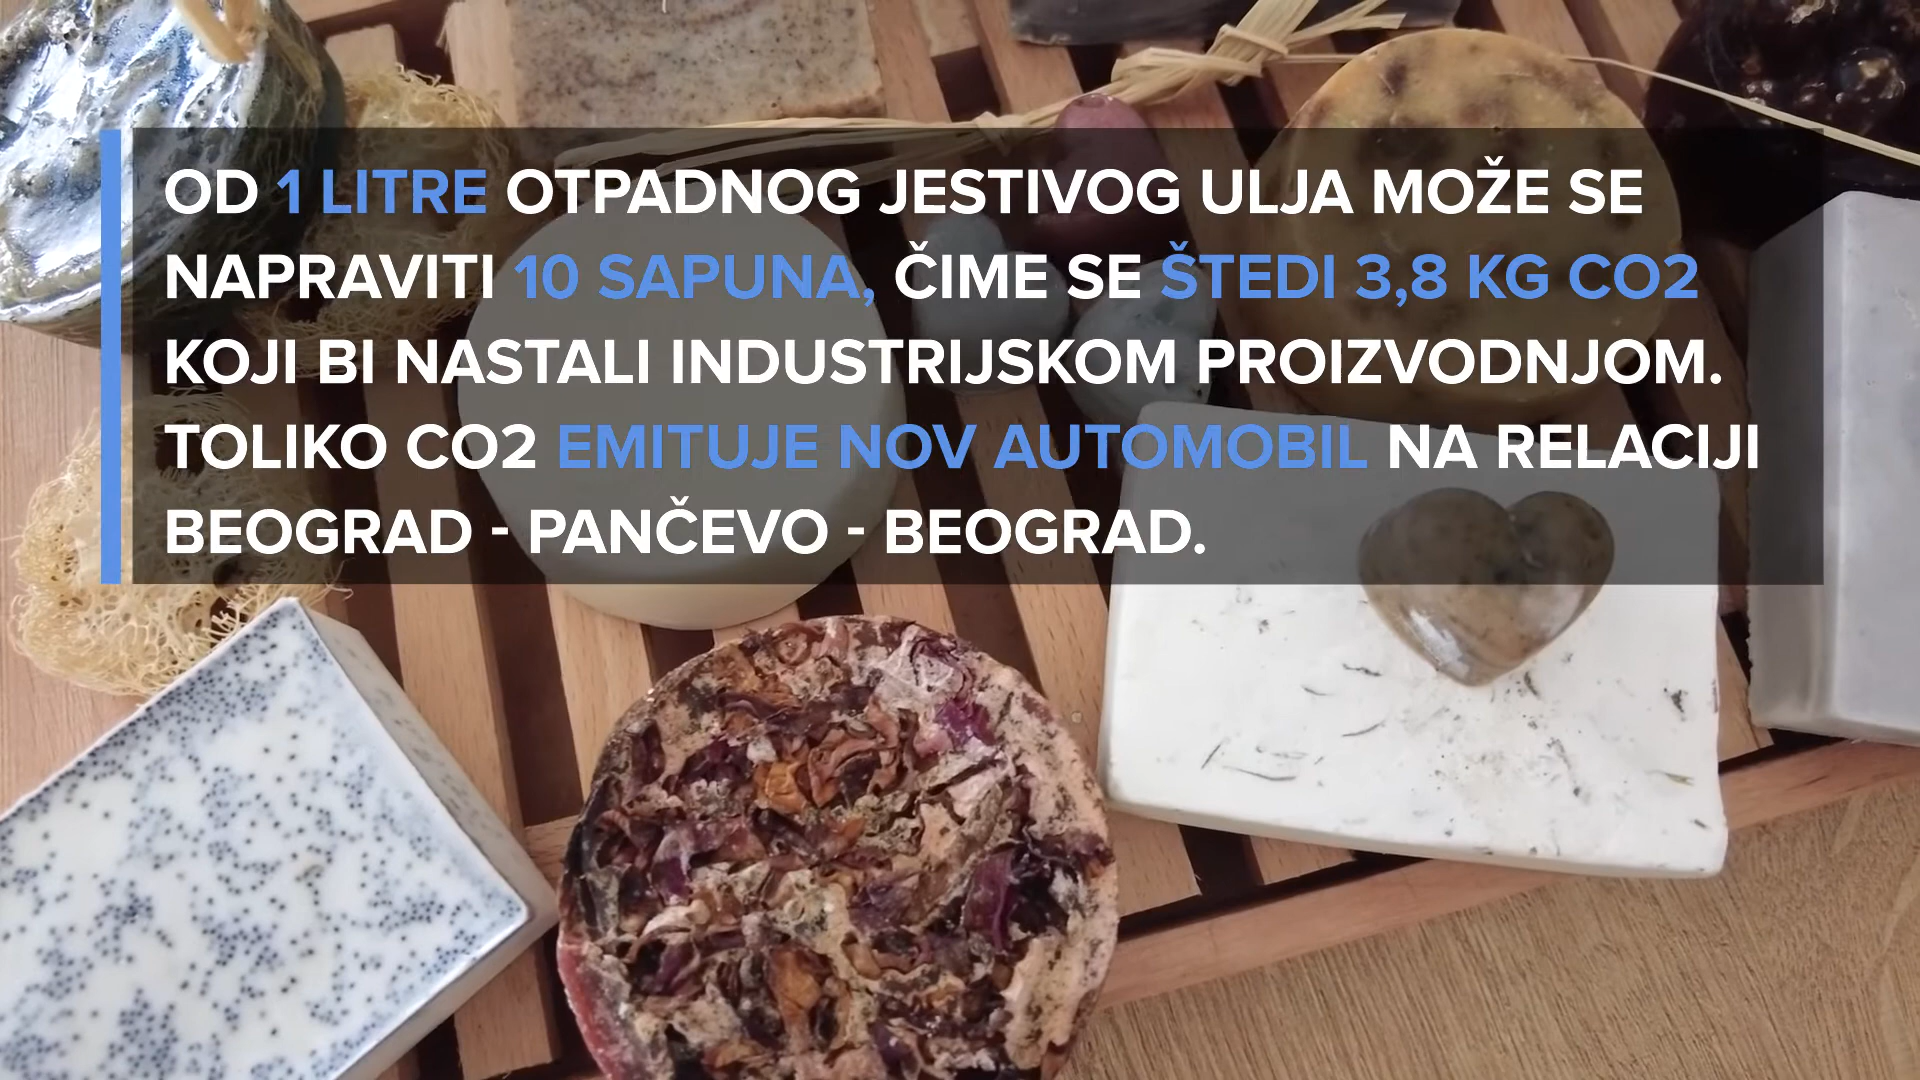 OD 1 LITRE OTPADNOG JESTIVOG ULJA MOŽE SE
NAPRAVITI 10 SAPUNA, ČIME SE ŠTEDI 3,8 KG CO2
KOJI BI NASTALI INDUSTRIJSKOM PROIZVODNJOM.
TOLIKO CO2 EMITUJE NOV AUTOMOBIL NA RELACIJI
BEOGRAD - PANČEVO - BEOGRAD.